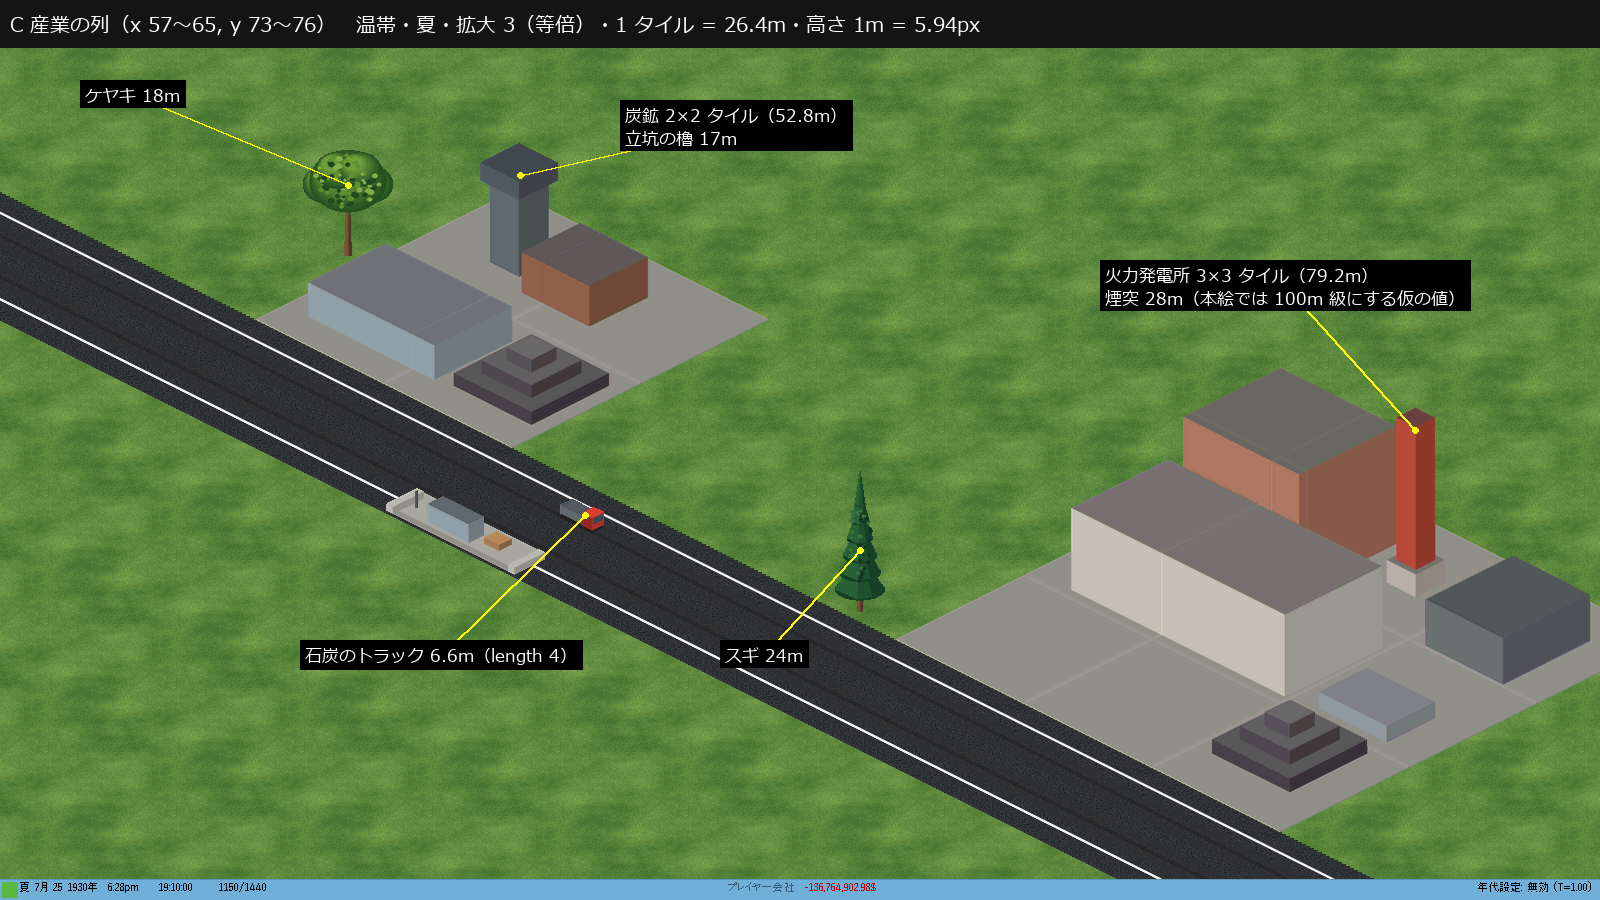 C 産業の列（x 57～65, y 73～76）　温帯・夏・拡大 3（等倍）・1 タイル = 26.4m・高さ 1m = 5.94px
ケヤキ 18m
炭鉱 2×2 タイル（52.8m）
立坑の櫓 17m
火力発電所 3×3 タイル（79.2m）
煙突 28m（本絵では 100m 級にする仮の値）
石炭のトラック 6.6m（length 4）
スギ 24m
夏 7月 25 1930年 6:28pm 19:10:00 1150/1440 プレイヤー会社 -136,764,902.98$ 年代設定: 無効 (T=1.00)